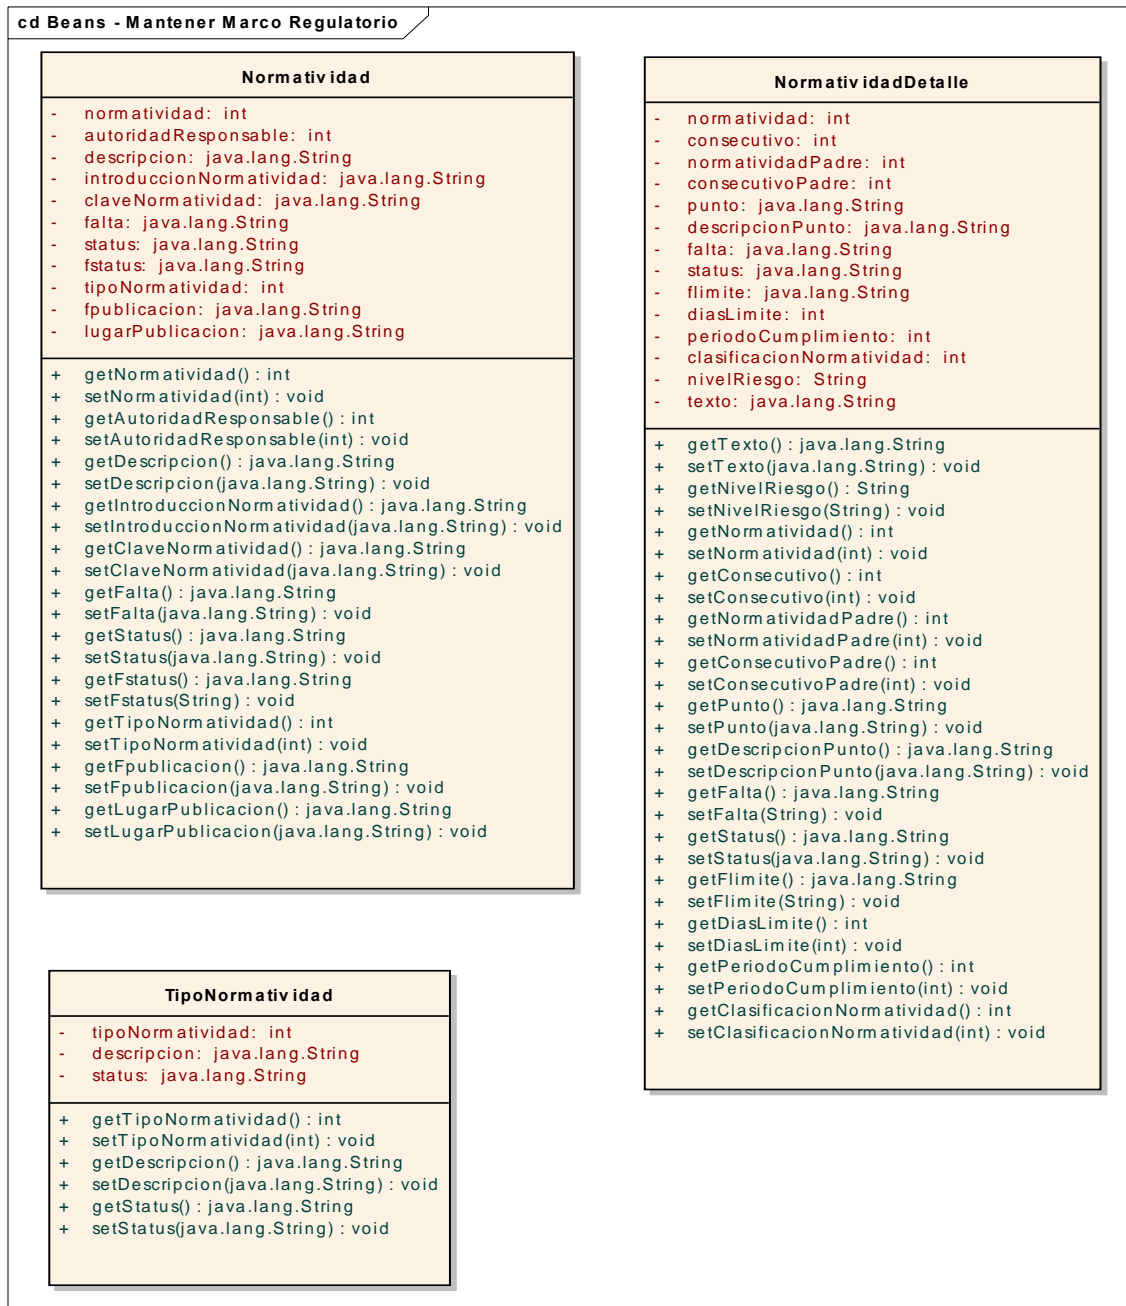 cd Beans - Mantener Marco Regulatorio
Normatividad
- normatividad: int
- autoridadResponsable: int
- descripcion: java.lang.String
- introduccionNormatividad: java.lang.String
- claveNormatividad: java.lang.String
- falta: java.lang.String
- status: java.lang.String
- fstatus: java.lang.String
- tipoNormatividad: int
- fpublicacion: java.lang.String
- lugarPublicacion: java.lang.String
+ getNormatividad() : int
+ setNormatividad(int) : void
+ getAutoridadResponsable() : int
+ setAutoridadResponsable(int) : void
+ getDescripcion() : java.lang.String
+ setDescripcion(java.lang.String) : void
+ getIntroduccionNormatividad() : java.lang.String
+ setIntroduccionNormatividad(java.lang.String) : void
+ getClaveNormatividad() : java.lang.String
+ setClaveNormatividad(java.lang.String) : void
+ getFalta() : java.lang.String
+ setFalta(java.lang.String) : void
+ getStatus() : java.lang.String
+ setStatus(java.lang.String) : void
+ getFstatus() : java.lang.String
+ setFstatus(String) : void
+ getTipoNormatividad() : int
+ setTipoNormatividad(int) : void
+ getFpublicacion() : java.lang.String
+ setFpublicacion(java.lang.String) : void
+ getLugarPublicacion() : java.lang.String
+ setLugarPublicacion(java.lang.String) : void
NormatividadDetalle
- normatividad: int
- consecutivo: int
- normatividadPadre: int
- consecutivoPadre: int
- punto: java.lang.String
- descripcionPunto: java.lang.String
- falta: java.lang.String
- status: java.lang.String
- flimite: java.lang.String
- diasLimite: int
- periodoCumplimiento: int
- clasificacionNormatividad: int
- nivelRiesgo: String
- texto: java.lang.String
+ getTexto() : java.lang.String
+ setTexto(java.lang.String) : void
+ getNivelRiesgo() : String
+ setNivelRiesgo(String) : void
+ getNormatividad() : int
+ setNormatividad(int) : void
+ getConsecutivo() : int
+ setConsecutivo(int) : void
+ getNormatividadPadre() : int
+ setNormatividadPadre(int) : void
+ getConsecutivoPadre() : int
+ setConsecutivoPadre(int) : void
+ getPunto() : java.lang.String
+ setPunto(java.lang.String) : void
+ getDescripcionPunto() : java.lang.String
+ setDescripcionPunto(java.lang.String) : void
+ getFalta() : java.lang.String
+ setFalta(String) : void
+ getStatus() : java.lang.String
+ setStatus(java.lang.String) : void
+ getFlimite() : java.lang.String
+ setFlimite(String) : void
+ getDiasLimite() : int
+ setDiasLimite(int) : void
+ getPeriodoCumplimiento() : int
+ setPeriodoCumplimiento(int) : void
+ getClasificacionNormatividad() : int
+ setClasificacionNormatividad(int) : void
TipoNormatividad
- tipoNormatividad: int
- descripcion: java.lang.String
- status: java.lang.String
+ getTipoNormatividad() : int
+ setTipoNormatividad(int) : void
+ getDescripcion() : java.lang.String
+ setDescripcion(java.lang.String) : void
+ getStatus() : java.lang.String
+ setStatus(java.lang.String) : void